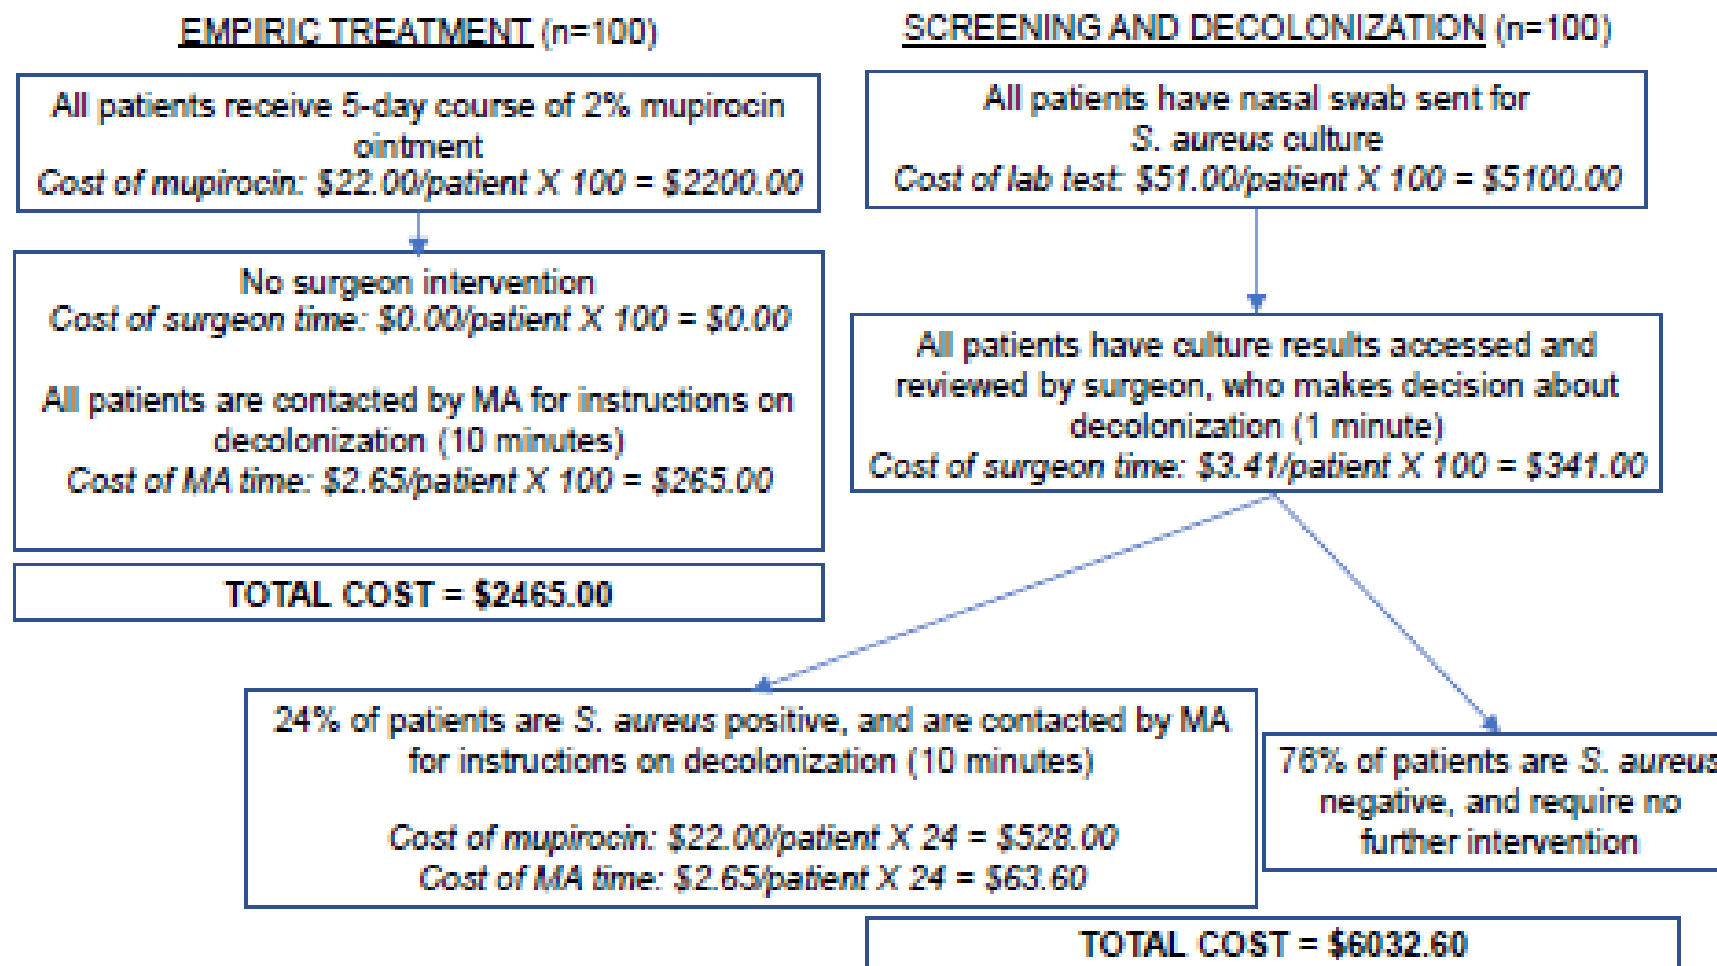 EMPIRIC TREATMENT (n=100)
All patients receive 5-day course of 2% mupirocin
ointment
Cost of mupirocin: $22.00/patient X 100 = $2200.00
No surgeon intervention
Cost of surgeon time: $0.00/patient X 100 = $0.00
All patients are contacted by MA for instructions on
decolonization (10 minutes)
Cost of MA time: $2.65/patient X 100 = $265.00
TOTAL COST = $2465.00
SCREENING AND DECOLONIZATION (n=100)
All patients have nasal swab sent for
S. aureus culture
Cost of lab test: $51.00/patient X 100 = $5100.00
All patients have culture results accessed and
reviewed by surgeon, who makes decision about
decolonization (1 minute)
Cost of surgeon time: $3.41/patient X 100 = $341.00
24% of patients are S. aureus positive, and are contacted by MA
for instructions on decolonization (10 minutes)
Cost of mupirocin: $22.00/patient X 24 = $528.00
Cost of MA time: $2.65/patient X 24 = $63.60
76% of patients are S. aureus
negative, and require no
further intervention
TOTAL COST = $6032.60